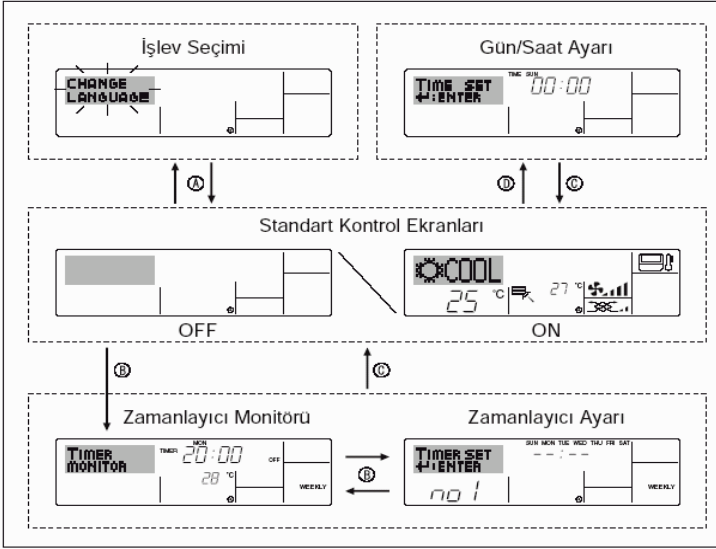 İşlev Seçimi
CHANGE
LANGUAGE
Gün/Saat Ayarı
TIME SUN
TIME SET 00:00
↵:ENTER
Ⓐ
Ⓓ Ⓒ
Standart Kontrol Ekranları
COOL
25 °C 27 °C
OFF
ON
Ⓑ
Ⓒ
Zamanlayıcı Monitörü
MON
TIMER TIMER 20:00 OFF
MONITOR
28 °C
WEEKLY
Ⓑ
Zamanlayıcı Ayarı
SUN MON TUE WED THU FRI SAT
TIMER SET --:--
↵:ENTER
no 1 WEEKLY